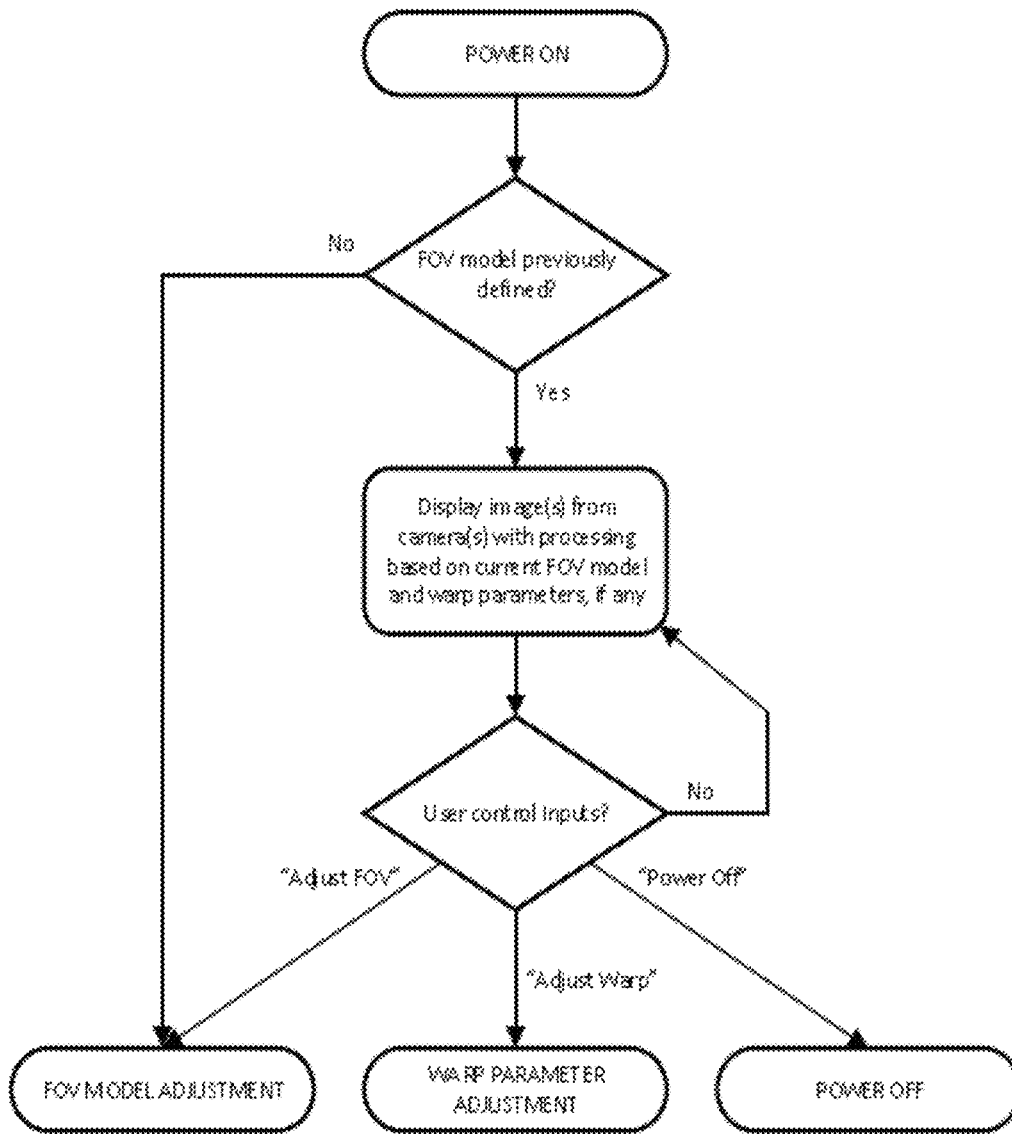 POWER ON
No
FOV model previously
defined?
Yes
Display image(s) from
camera(s) with processing
based on current FOV model
and warp parameters, if any
User control inputs?
No
"Adjust FOV"
"Power Off"
"Adjust Warp"
FOV MODEL ADJUSTMENT
WARP PARAMETER
ADJUSTMENT
POWER OFF